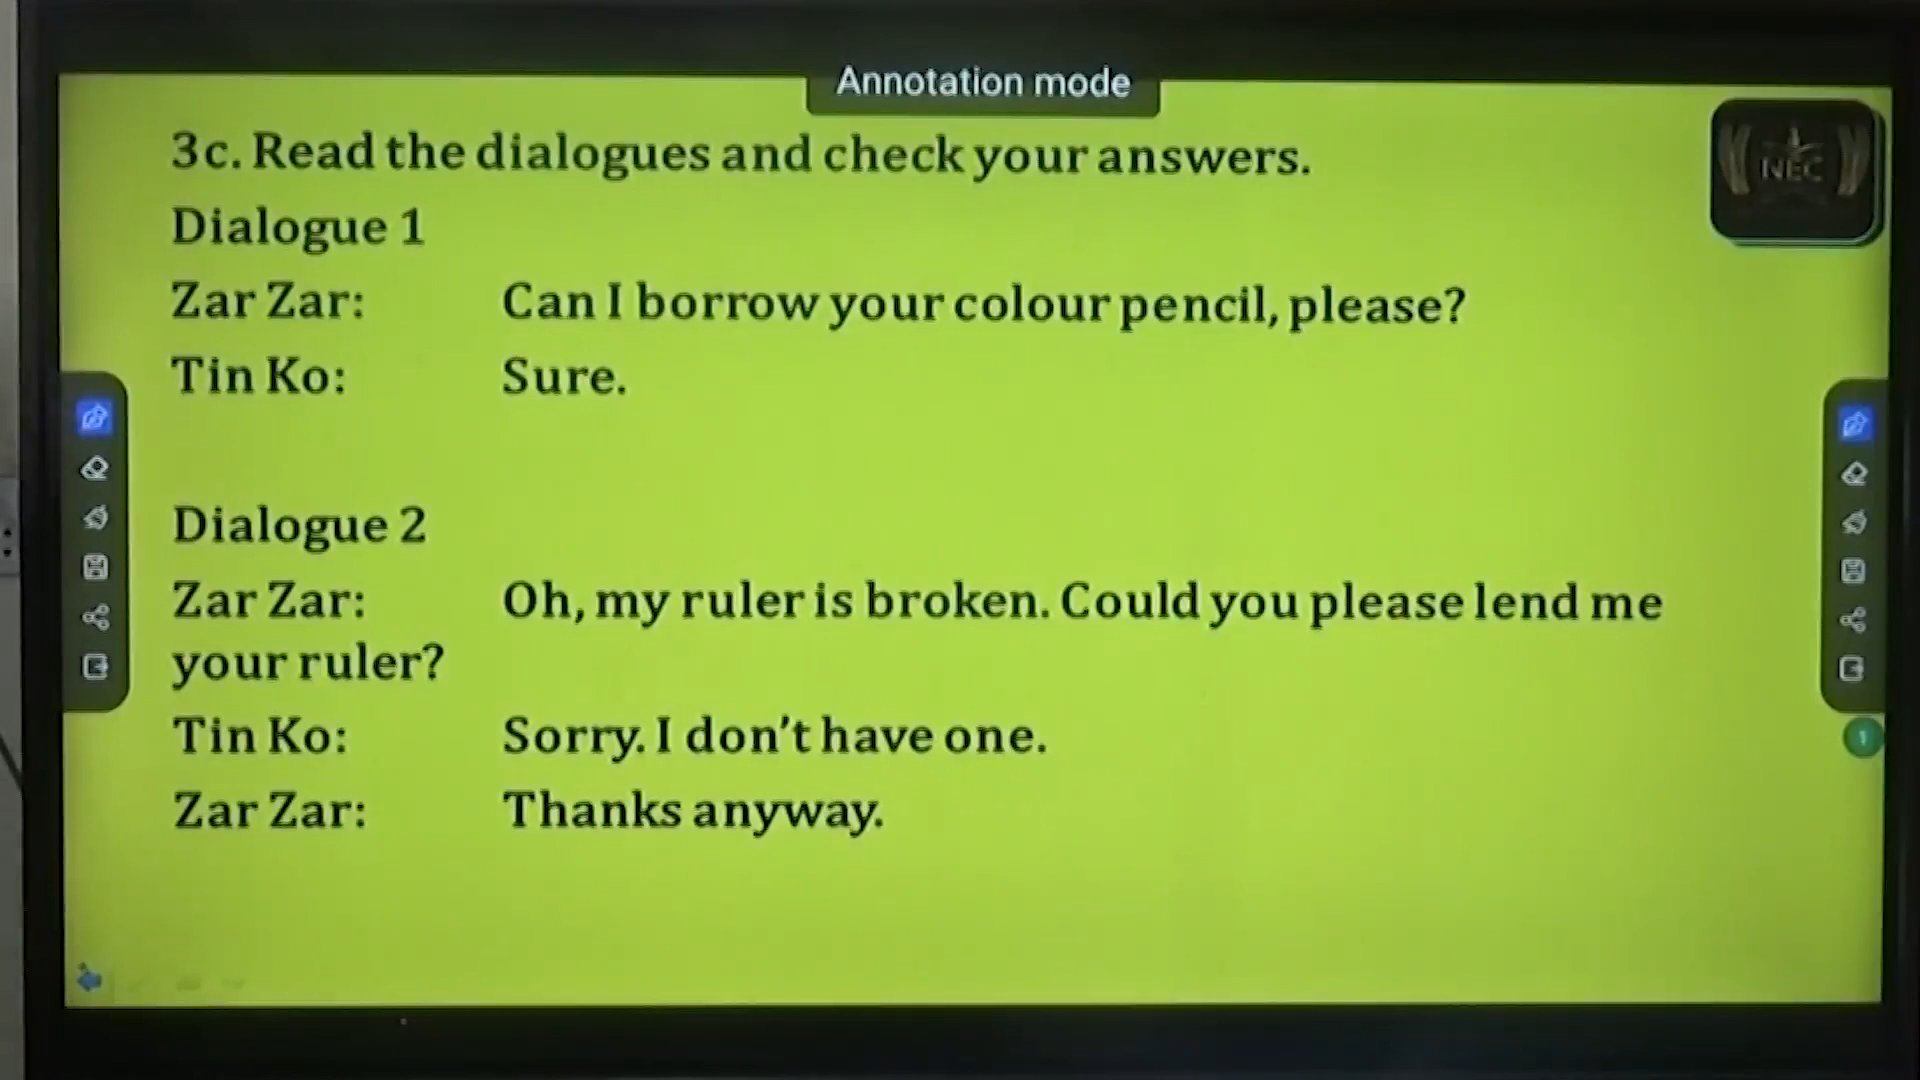 Annotation mode
3c. Read the dialogues and check your answers.
NEC
Dialogue 1
Zar Zar: Can I borrow your colour pencil, please?
Tin Ko: Sure.
Dialogue 2
Zar Zar: Oh, my ruler is broken. Could you please lend me
your ruler?
Tin Ko: Sorry. I don't have one.
1
Zar Zar: Thanks anyway.